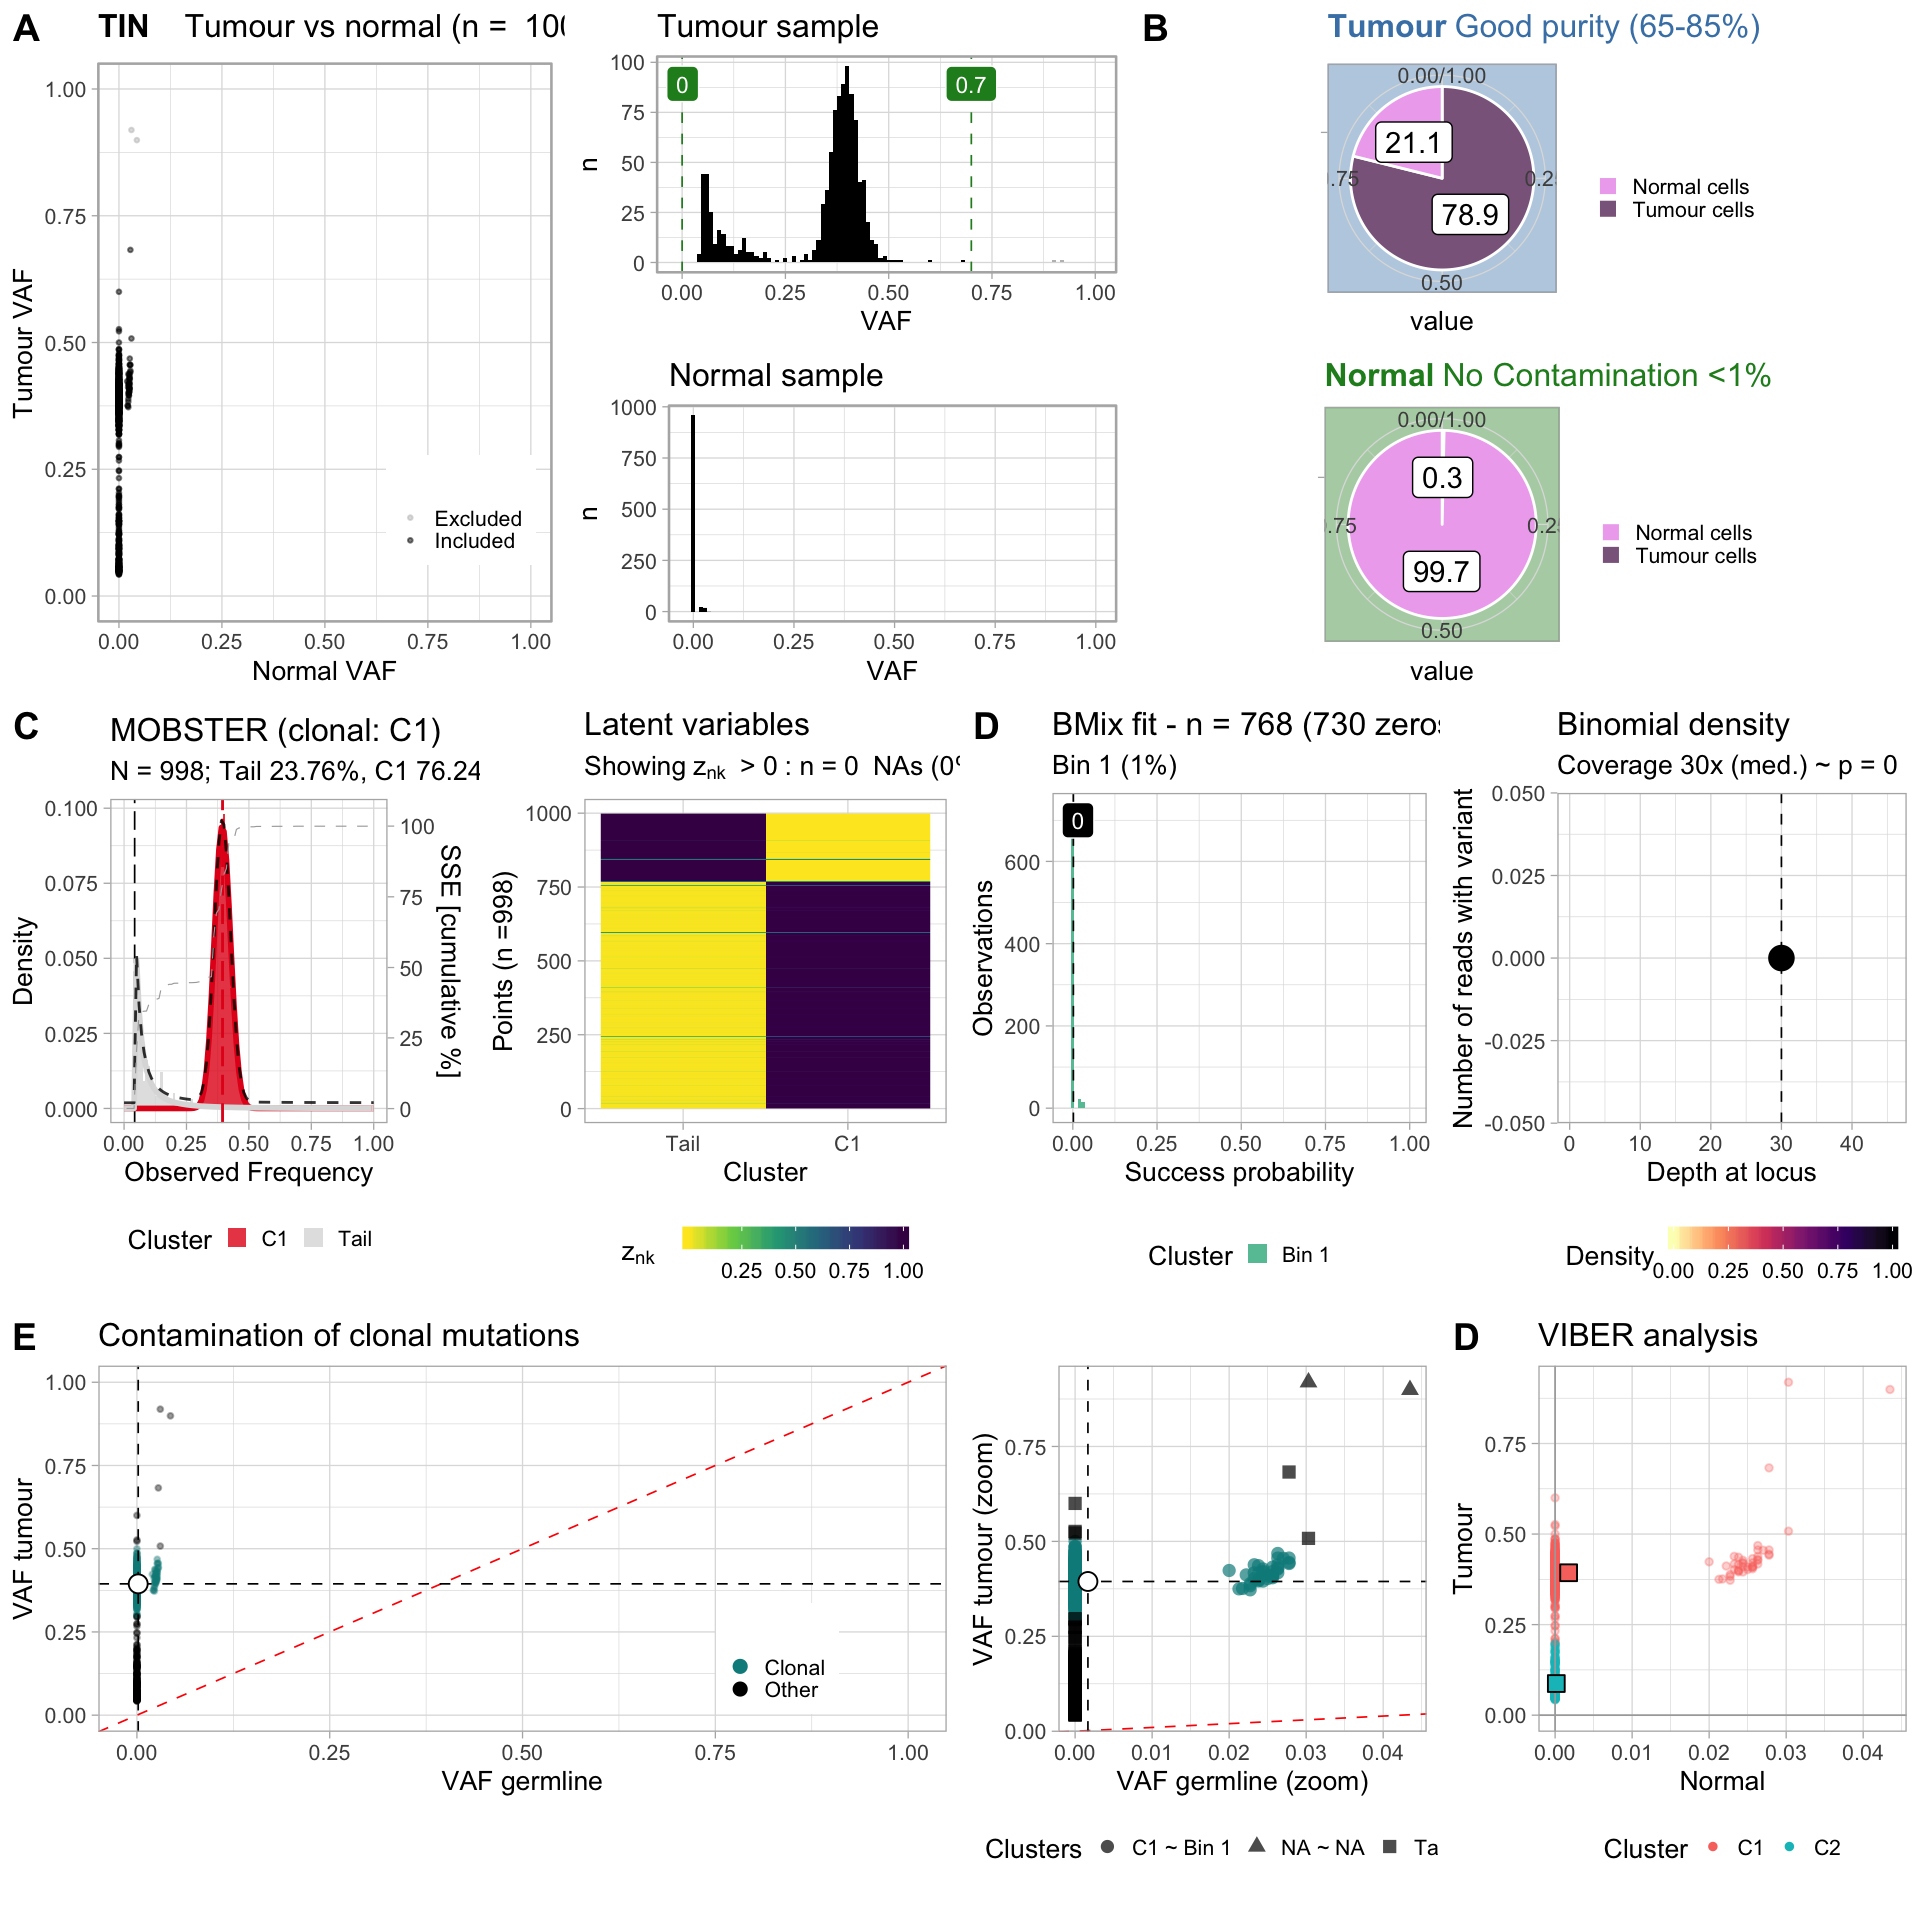 A
TIN Tumour vs normal (n = 100
Tumour VAF
1.00
0.75
0.50
0.25
0.00
Excluded
Included
0.00 0.25 0.50 0.75 1.00
Normal VAF
Tumour sample
n
100
75
50
25
0
0 0.7
0.00 0.25 0.50 0.75 1.00
VAF
Normal sample
n
1000
750
500
250
0
0.00 0.25 0.50 0.75 1.00
VAF
B
Tumour Good purity (65-85%)
0.00/1.00
21.1
.75 0.2
78.9
0.50
value
Normal cells
Tumour cells
Normal No Contamination <1%
0.00/1.00
0.3
.75 0.2
99.7
0.50
value
Normal cells
Tumour cells
C
MOBSTER (clonal: C1)
N = 998; Tail 23.76%, C1 76.24
Density
0.100
0.075
0.050
0.025
0.000
100
75
50
25
0
SSE [cumulative %]
0.00 0.25 0.50 0.75 1.00
Observed Frequency
Cluster C1 Tail
Latent variables
Showing znk > 0 : n = 0 NAs (0%
Points (n =998)
1000
750
500
250
0
Tail C1
Cluster
znk
0.25 0.50 0.75 1.00
D
BMix fit - n = 768 (730 zeros
Bin 1 (1%)
Observations
600
400
200
0
0
0.00 0.25 0.50 0.75 1.00
Success probability
Cluster Bin 1
Binomial density
Coverage 30x (med.) ~ p = 0
Number of reads with variant
0.050
0.025
0.000
-0.025
-0.050
0 10 20 30 40
Depth at locus
Density
0.00 0.25 0.50 0.75 1.00
E
Contamination of clonal mutations
VAF tumour
1.00
0.75
0.50
0.25
0.00
Clonal
Other
0.00 0.25 0.50 0.75 1.00
VAF germline
VAF tumour (zoom)
0.75
0.50
0.25
0.00
0.00 0.01 0.02 0.03 0.04
VAF germline (zoom)
Clusters C1 ~ Bin 1 NA ~ NA Ta
D
VIBER analysis
Tumour
0.75
0.50
0.25
0.00
0.00 0.01 0.02 0.03 0.04
Normal
Cluster C1 C2